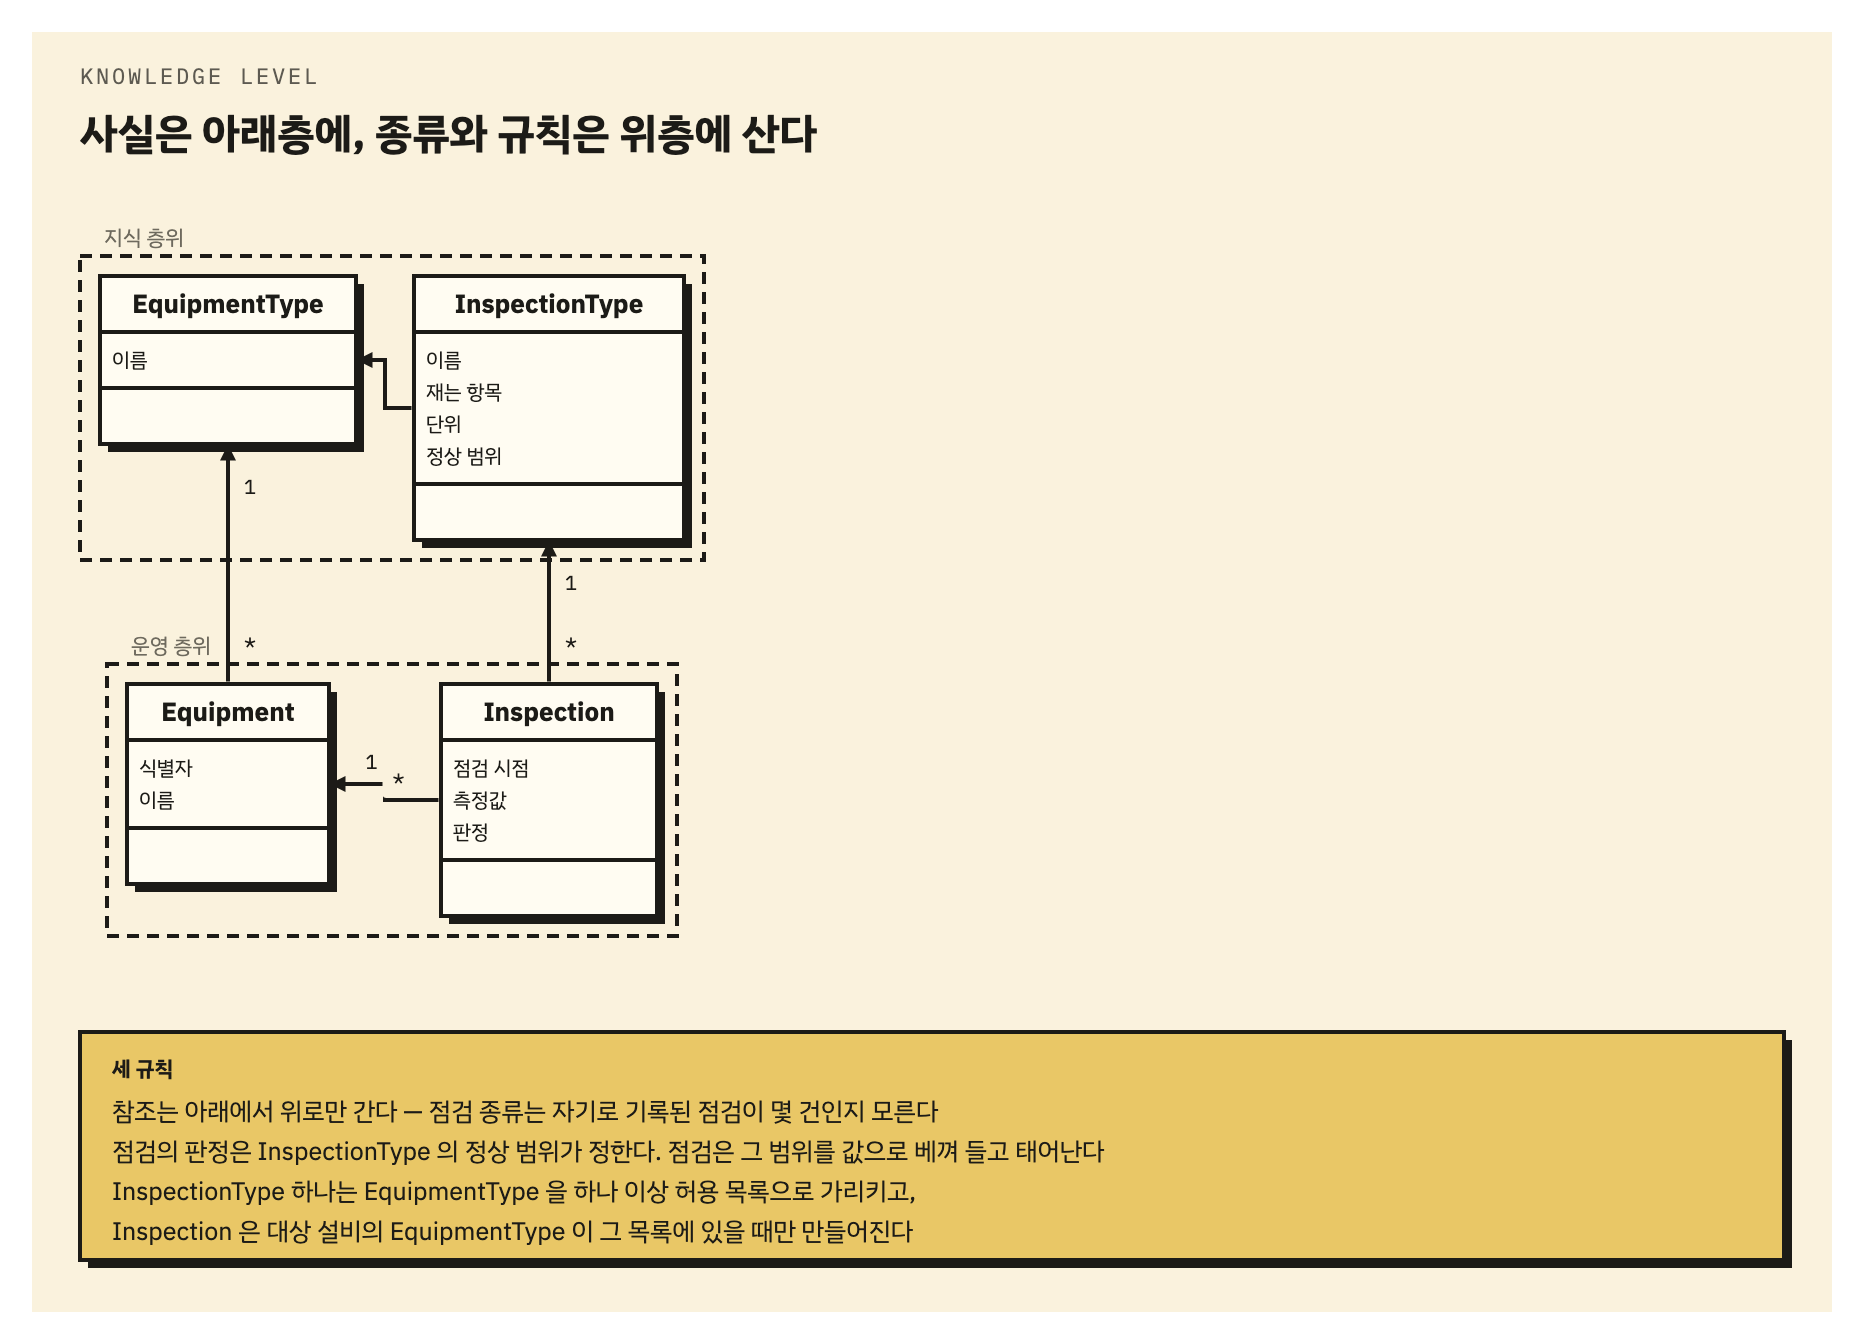 KNOWLEDGE LEVEL
사실은 아래층에, 종류와 규칙은 위층에 산다
지식 층위
EquipmentType
이름
InspectionType
이름
재는 항목
단위
정상 범위
1
1
운영 층위
*
*
Equipment
식별자
이름
1
*
Inspection
점검 시점
측정값
판정
세 규칙
참조는 아래에서 위로만 간다 — 점검 종류는 자기로 기록된 점검이 몇 건인지 모른다
점검의 판정은 InspectionType 의 정상 범위가 정한다. 점검은 그 범위를 값으로 베껴 들고 태어난다
InspectionType 하나는 EquipmentType 을 하나 이상 허용 목록으로 가리키고,
Inspection 은 대상 설비의 EquipmentType 이 그 목록에 있을 때만 만들어진다